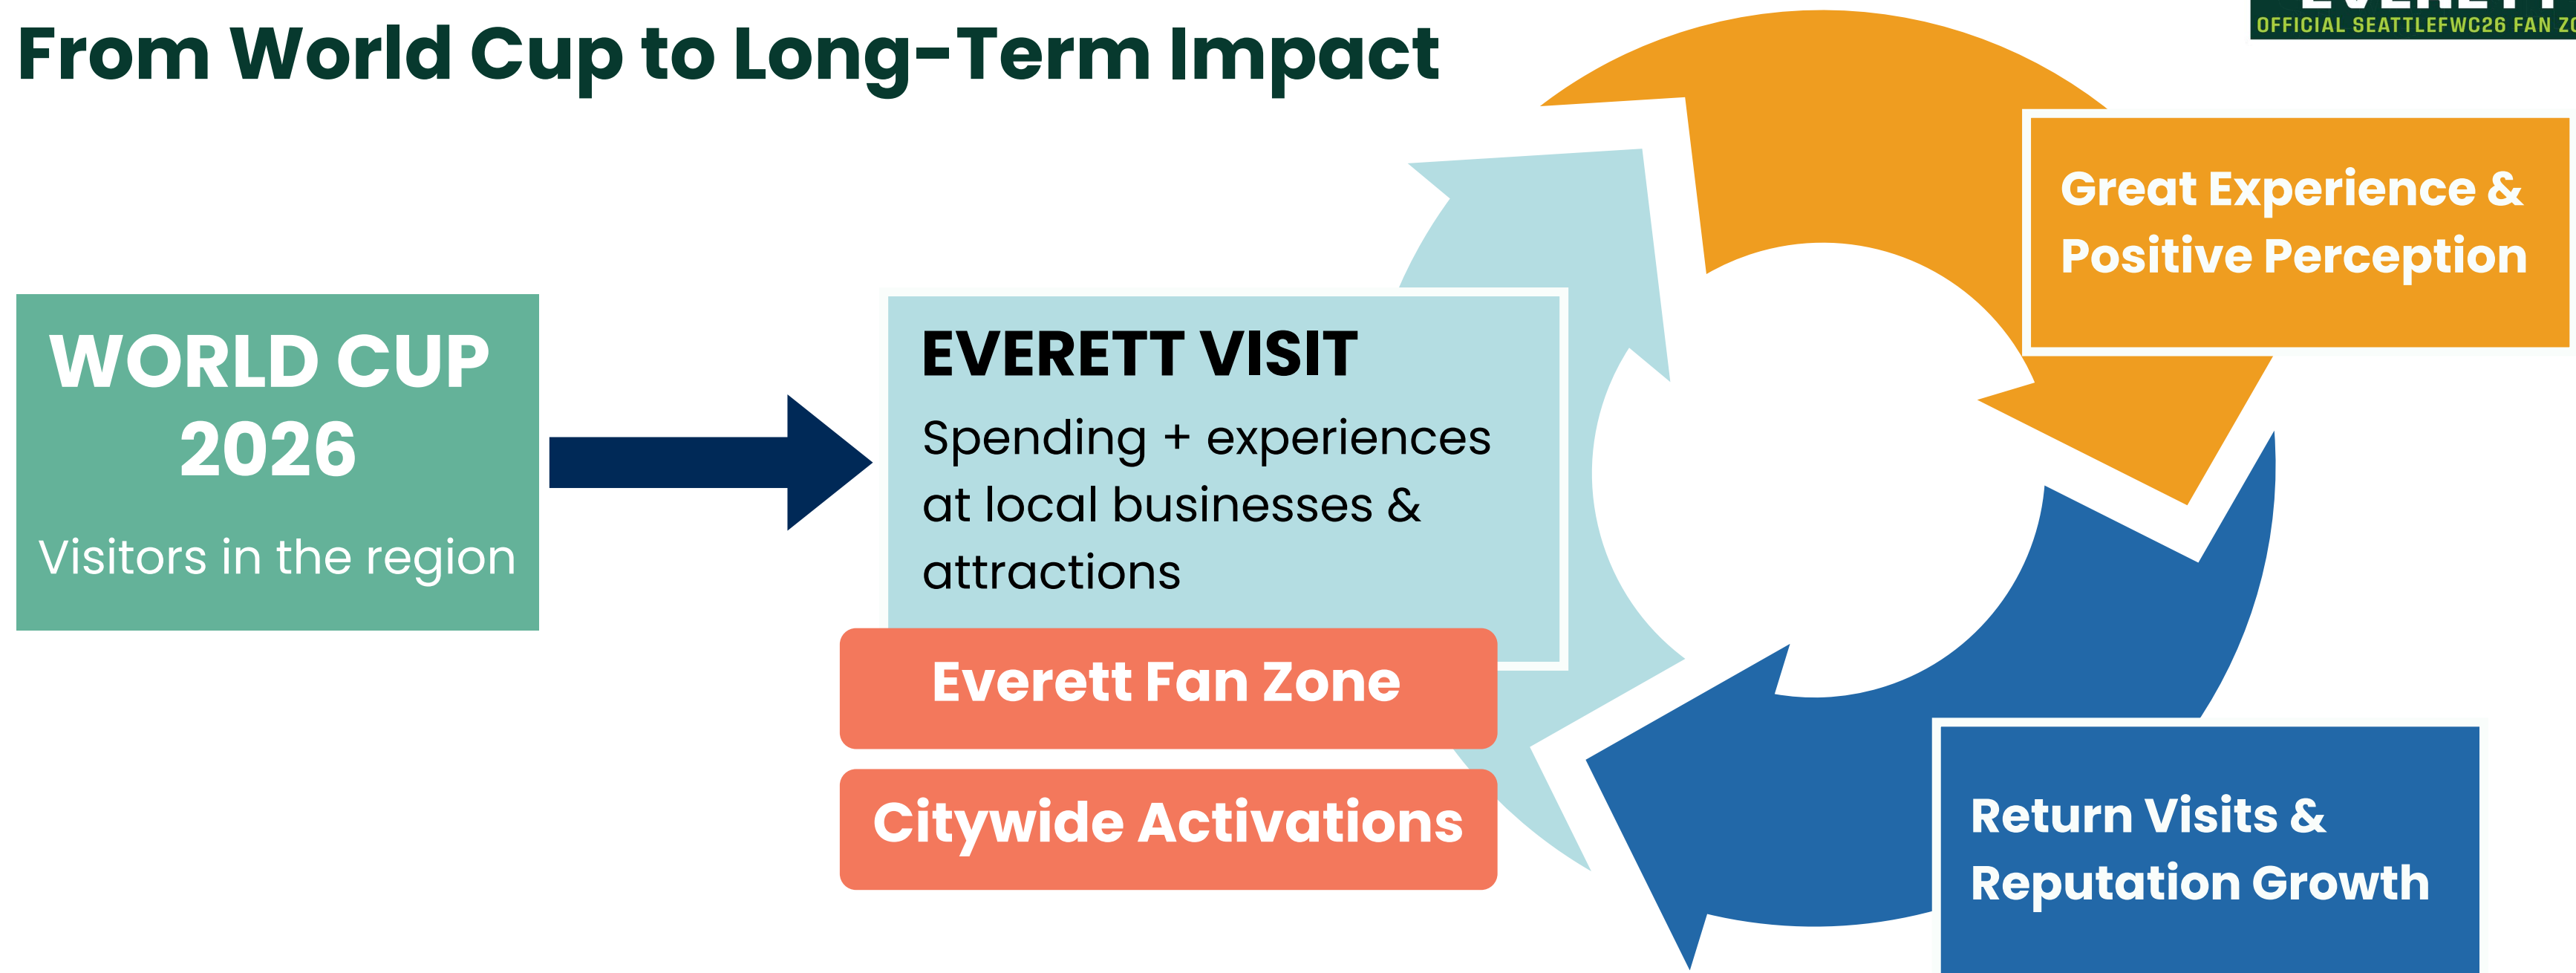 From World Cup to Long-Term Impact
OFFICIAL SEATTLEFWC26 FAN
WORLD CUP
2026
Visitors in the region
EVERETT VISIT
Spending + experiences
at local businesses &
attractions
Everett Fan Zone
Citywide Activations
Great Experience &
Positive Perception
Return Visits &
Reputation Growth